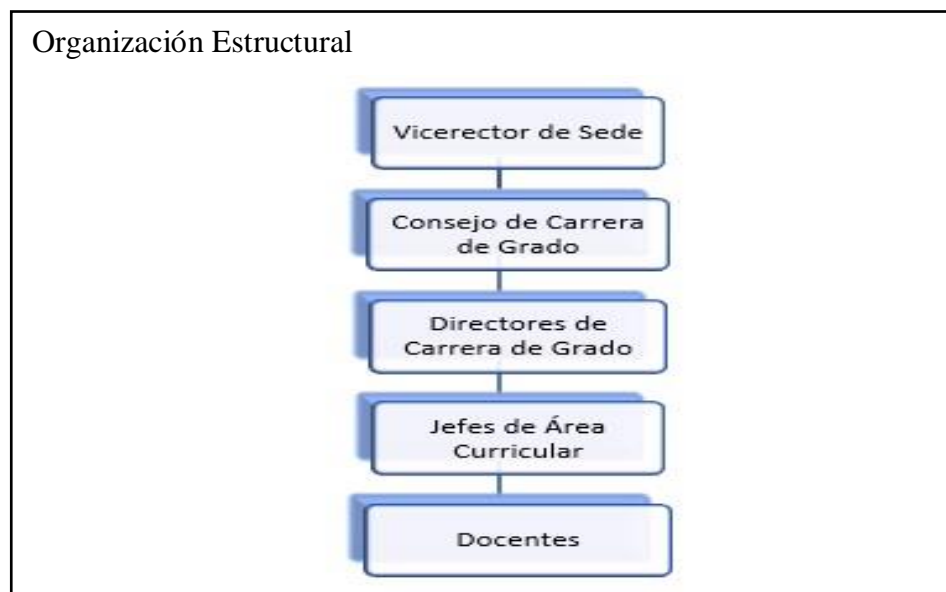 Organización Estructural
Vicerector de Sede
Consejo de Carrera
de Grado
Directores de
Carrera de Grado
Jefes de Área
Curricular
Docentes